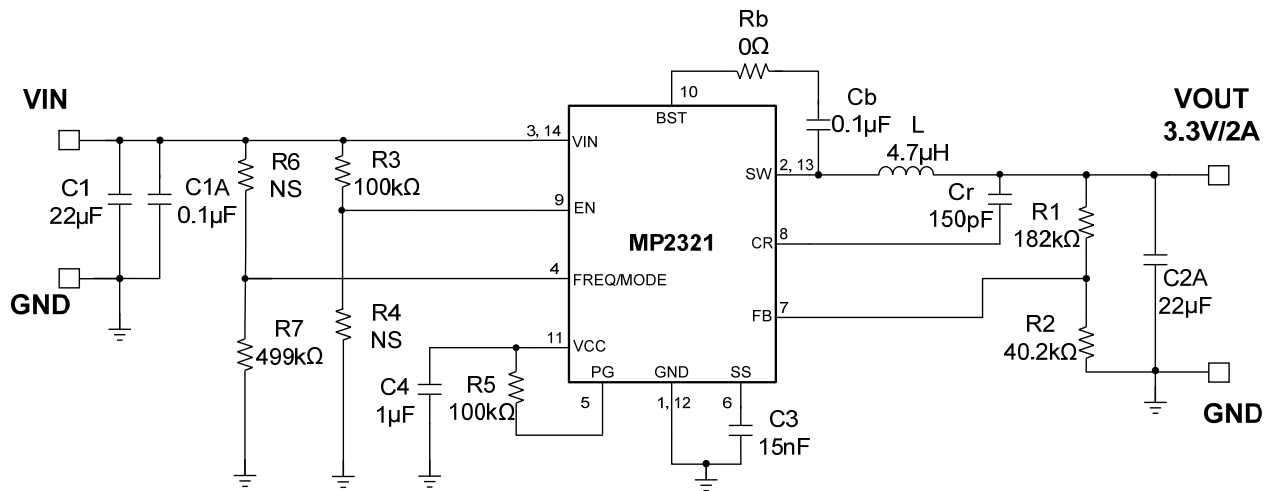 Rb
0Ω
10
BST
VIN
3, 14
VIN
C1
22µF
C1A
0.1µF
R6
NS
R3
100kΩ
9
EN
4
FREQ/MODE
GND
R7
499kΩ
R4
NS
11
VCC
C4
1µF
R5
100kΩ
PG
5
GND
1, 12
SS
6
C3
15nF
MP2321
Cb
0.1µF
L
4.7µH
SW
2, 13
Cr
150pF
CR
8
FB
7
R1
182kΩ
R2
40.2kΩ
C2A
22µF
VOUT
3.3V/2A
GND